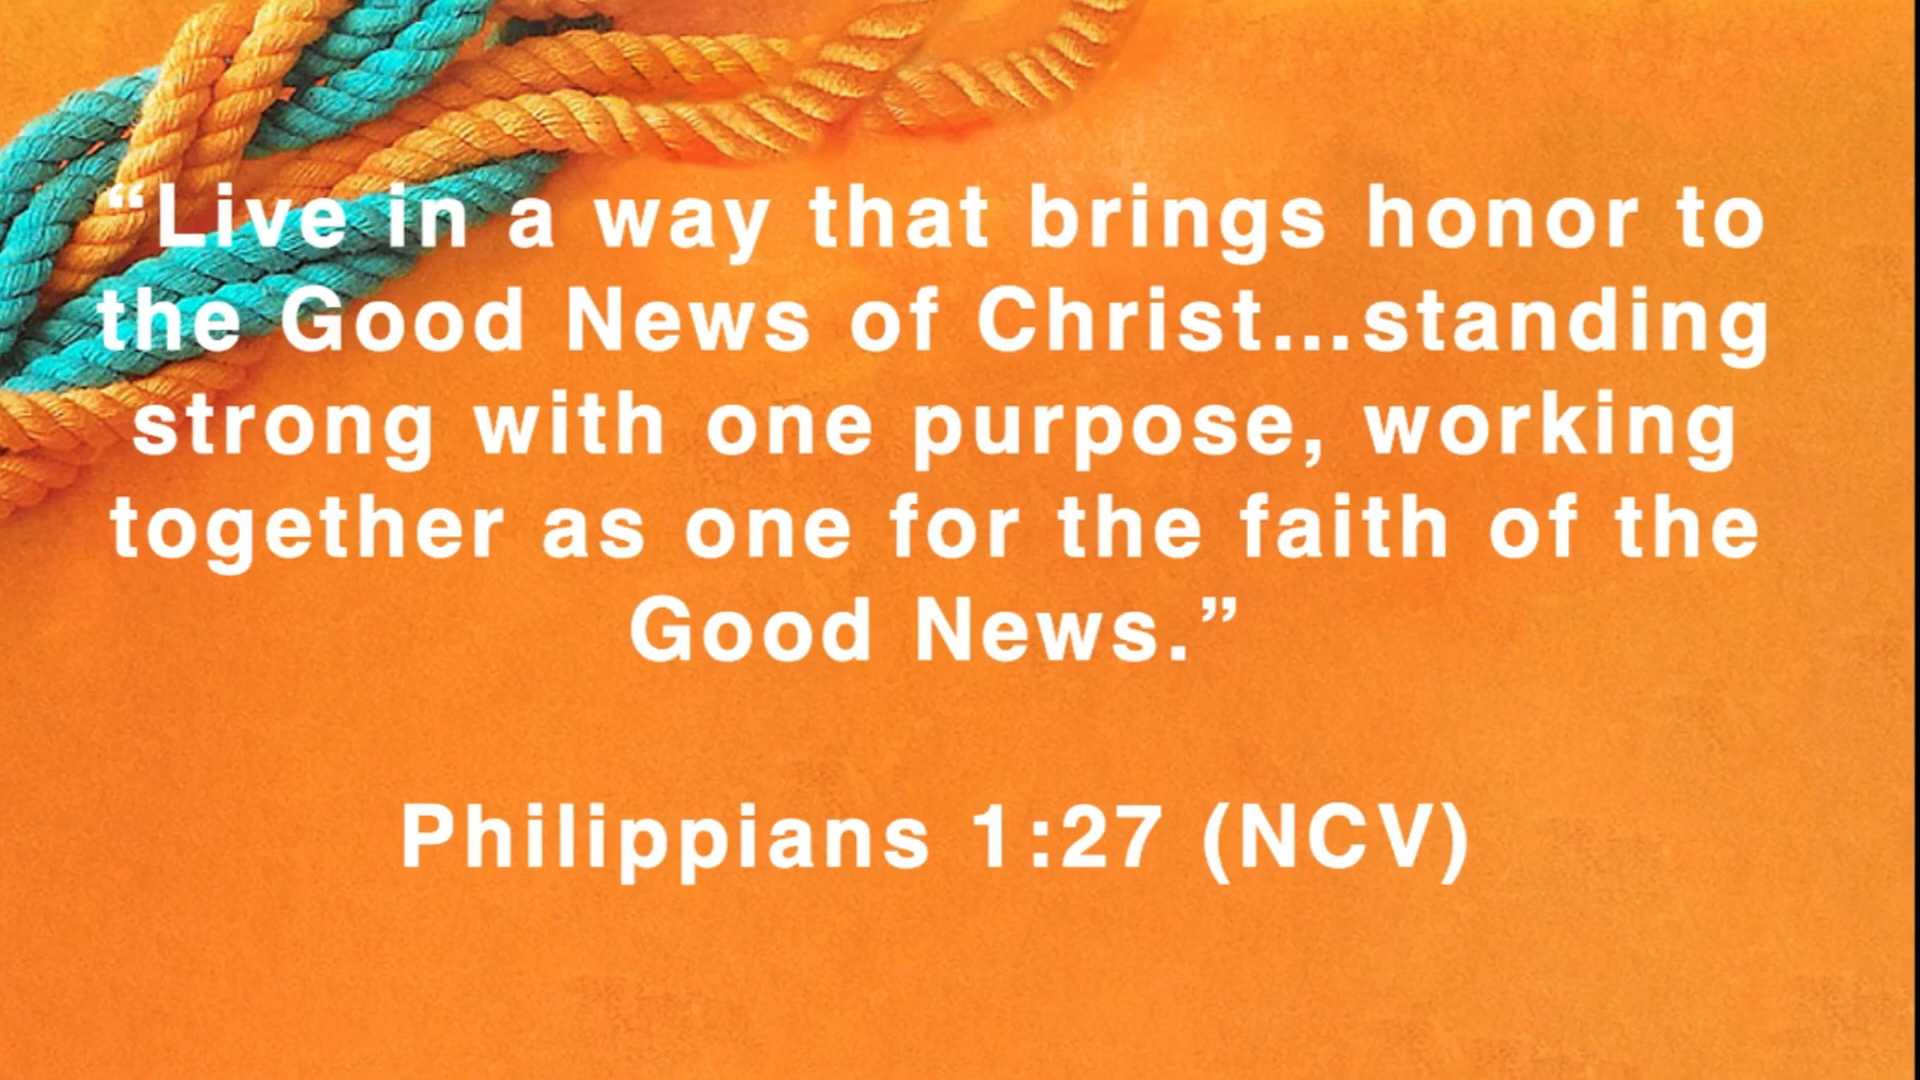 “Live in a way that brings honor to
the Good News of Christ...standing
strong with one purpose, working
together as one for the faith of the
Good News.”
Philippians 1:27 (NCV)